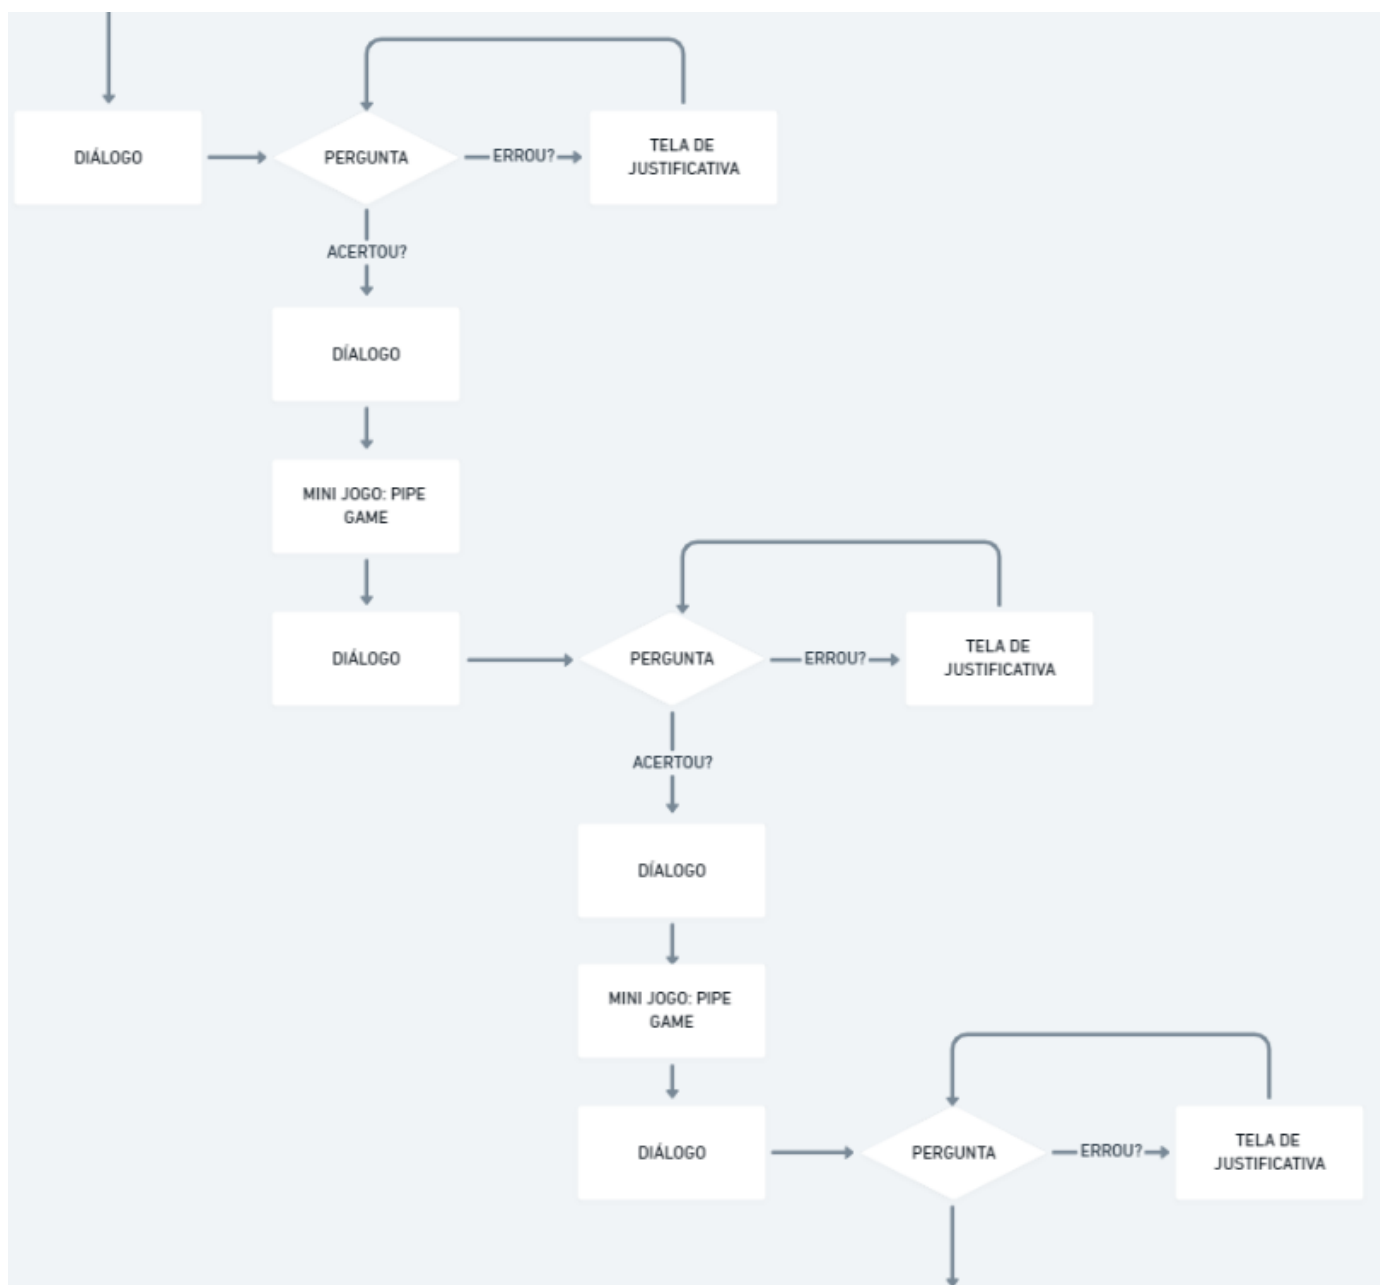 DIÁLOGO
PERGUNTA
ERROU?
TELA DE
JUSTIFICATIVA
ACERTOU?
DÍALOGO
MINI JOGO: PIPE
GAME
DIÁLOGO
PERGUNTA
ERROU?
TELA DE
JUSTIFICATIVA
ACERTOU?
DÍALOGO
MINI JOGO: PIPE
GAME
DIÁLOGO
PERGUNTA
ERROU?
TELA DE
JUSTIFICATIVA